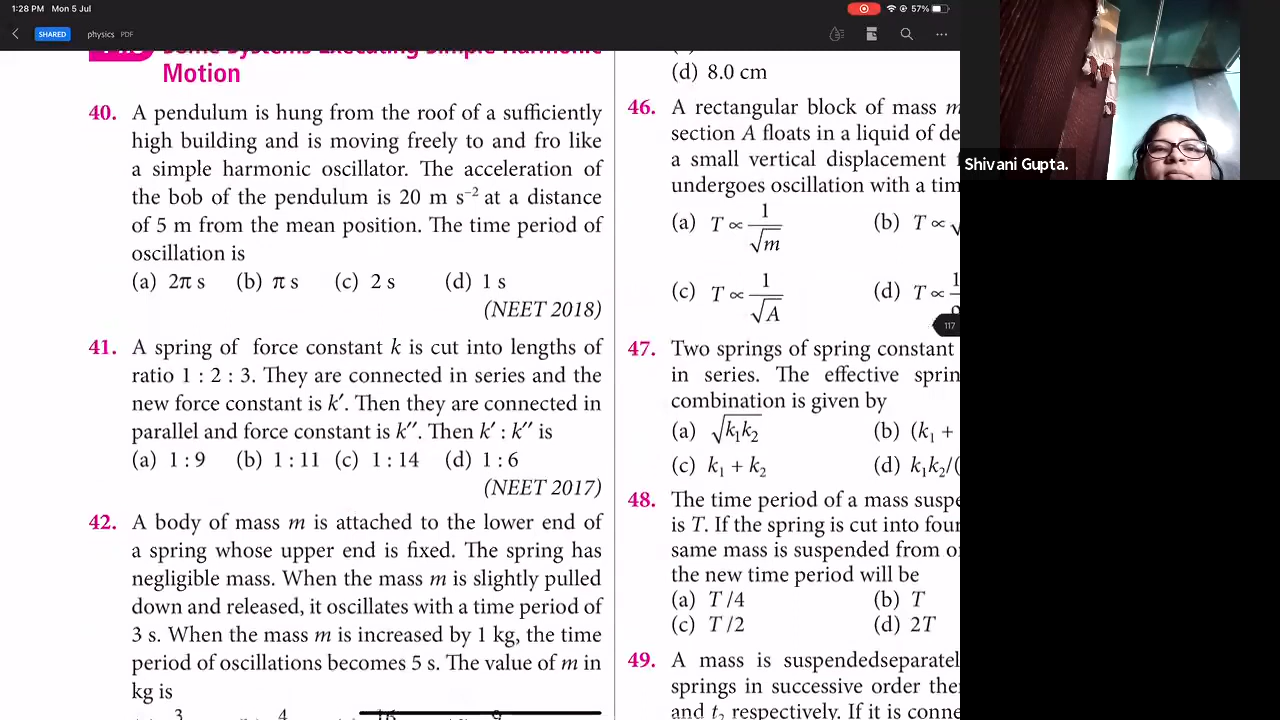 1:28 PM Mon 5 Jul
57%
SHARED
physics PDF
Motion
40. A pendulum is hung from the roof of a sufficiently
high building and is moving freely to and fro like
a simple harmonic oscillator. The acceleration of
the bob of the pendulum is 20 m s⁻² at a distance
of 5 m from the mean position. The time period of
oscillation is
(a) 2π s (b) π s (c) 2 s (d) 1 s
(NEET 2018)
41. A spring of force constant k is cut into lengths of
ratio 1 : 2 : 3. They are connected in series and the
new force constant is k′. Then they are connected in
parallel and force constant is k″. Then k′ : k″ is
(a) 1 : 9 (b) 1 : 11 (c) 1 : 14 (d) 1 : 6
(NEET 2017)
42. A body of mass m is attached to the lower end of
a spring whose upper end is fixed. The spring has
negligible mass. When the mass m is slightly pulled
down and released, it oscillates with a time period of
3 s. When the mass m is increased by 1 kg, the time
period of oscillations becomes 5 s. The value of m in
kg is
(d) 8.0 cm
46. A rectangular block of mass m
section A floats in a liquid of de
a small vertical displacement
undergoes oscillation with a tim
(a) T ∝ 1/√m (b) T ∝ √
(c) T ∝ 1/√A (d) T ∝ 1
117
47. Two springs of spring constant
in series. The effective sprin
combination is given by
(a) √k₁k₂ (b) (k₁ +
(c) k₁ + k₂ (d) k₁k₂/(
48. The time period of a mass suspe
is T. If the spring is cut into four
same mass is suspended from o
the new time period will be
(a) T /4 (b) T
(c) T /2 (d) 2T
49. A mass is suspendedseparatel
springs in successive order the
and t₂ respectively. If it is conne
Shivani Gupta.